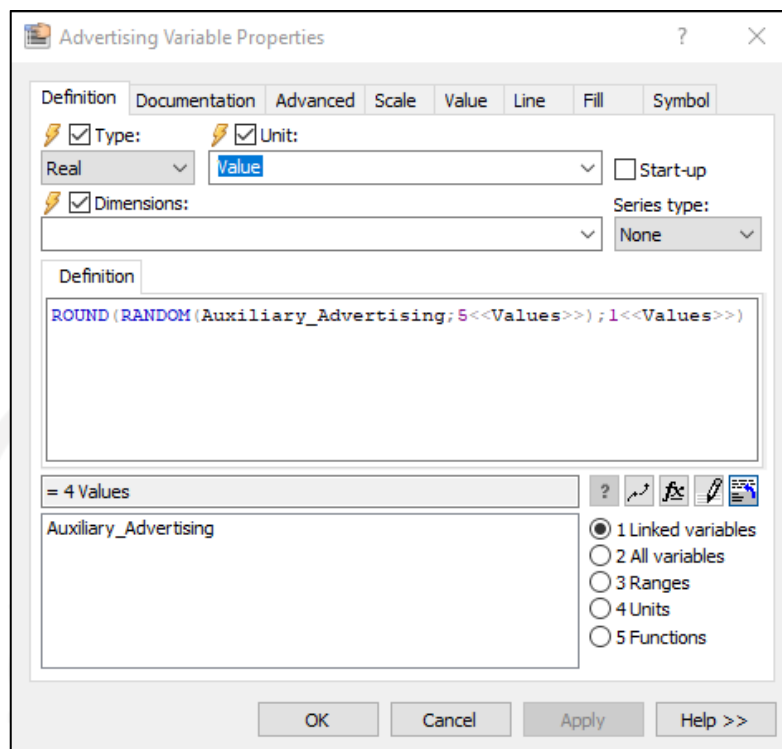 Advertising Variable Properties ?
Definition Documentation Advanced Scale Value Line Fill Symbol
Type: Unit:
Real Value Start-up
Dimensions: Series type:
None
Definition
ROUND(RANDOM(Auxiliary_Advertising;5<<Values>>);1<<Values>>)
= 4 Values ? fx
Auxiliary_Advertising
1 Linked variables
2 All variables
3 Ranges
4 Units
5 Functions
OK Cancel Apply Help >>